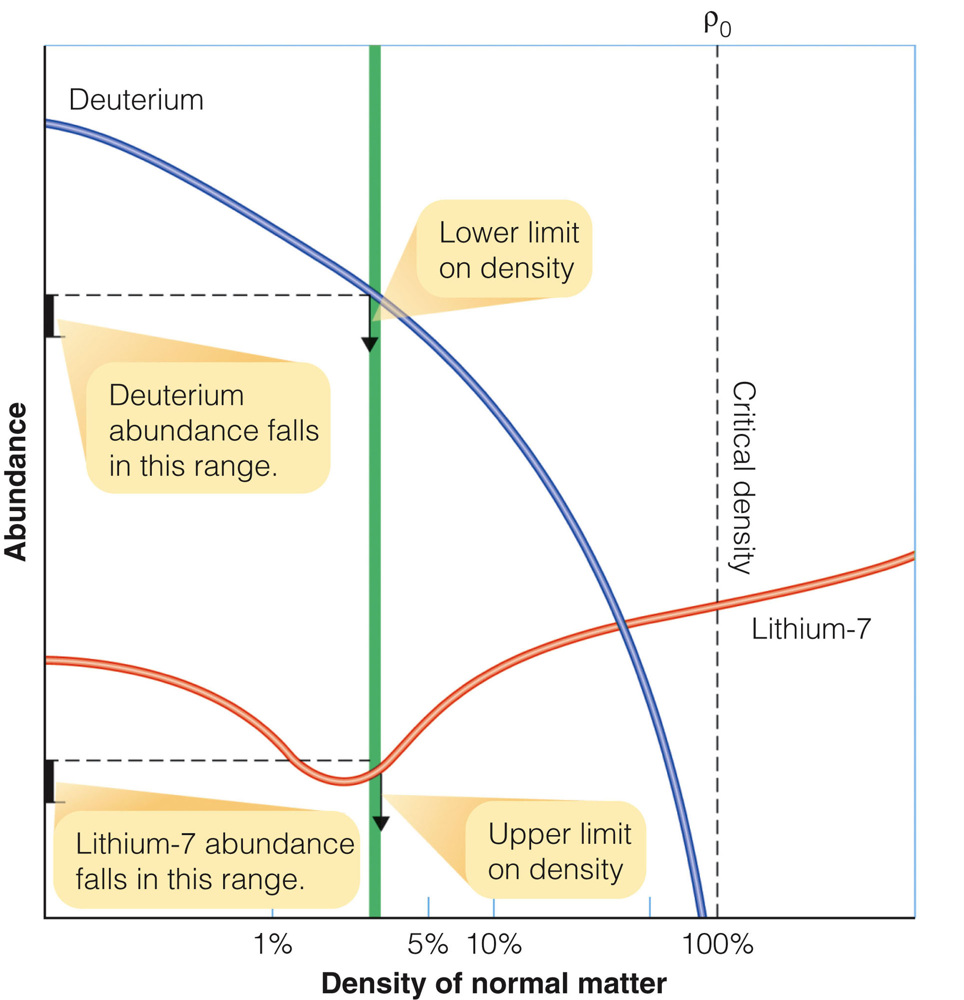 ρ0
Deuterium
Lower limit
on density
Deuterium
abundance falls
in this range.
Critical density
Abundance
Lithium-7
Lithium-7 abundance
falls in this range.
Upper limit
on density
1%
5%
10%
100%
Density of normal matter